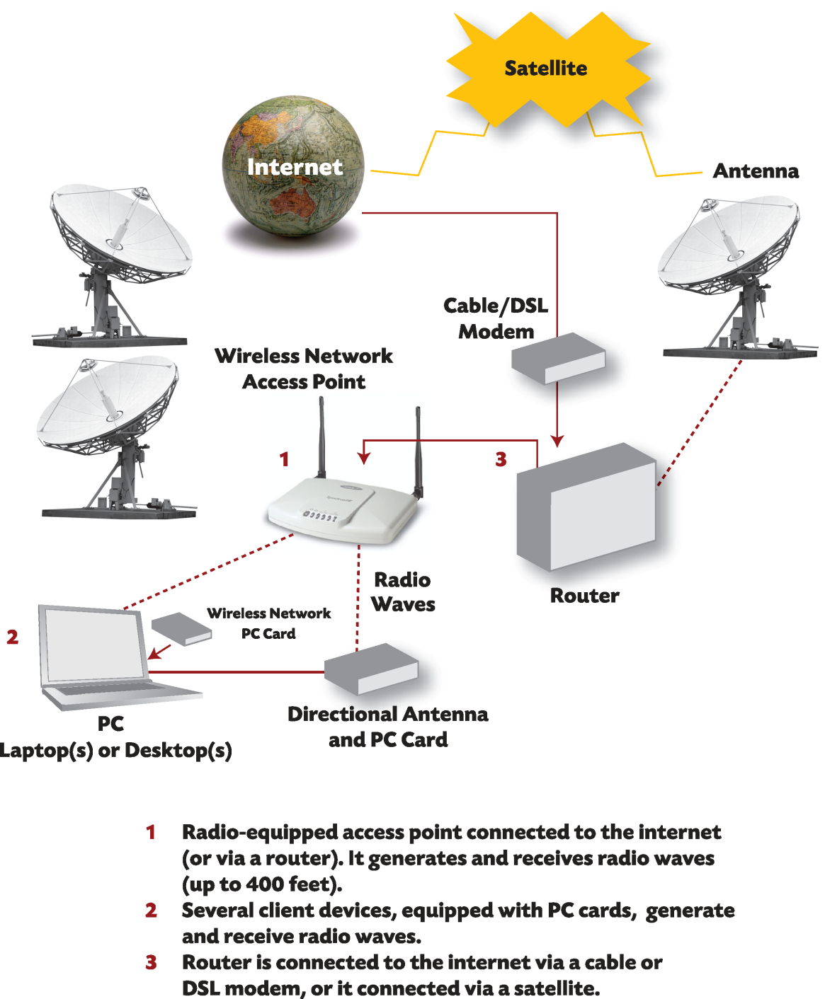 Satellite
Internet
Antenna
Cable/DSL
Modem
Wireless Network
Access Point
1
3
Radio
Waves
Router
2
Wireless Network
PC Card
PC
Laptop(s) or Desktop(s)
Directional Antenna
and PC Card
1 Radio-equipped access point connected to the internet
(or via a router). It generates and receives radio waves
(up to 400 feet).
2 Several client devices, equipped with PC cards, generate
and receive radio waves.
3 Router is connected to the internet via a cable or
DSL modem, or it connected via a satellite.